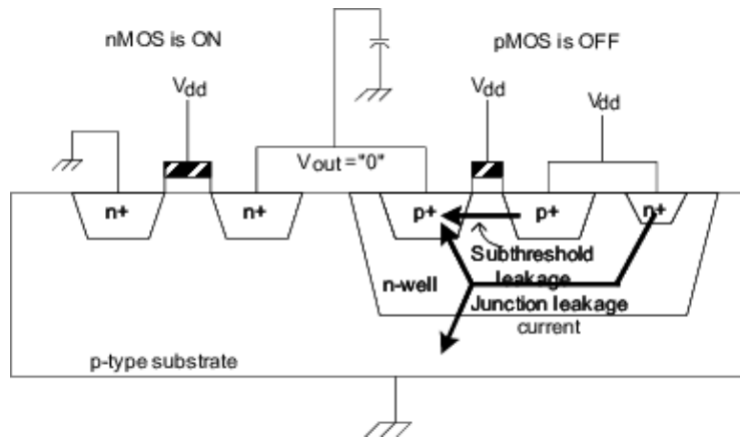 nMOS is ON
pMOS is OFF
Vdd
Vdd
Vdd
Vout="0"
n+
n+
p+
p+
n+
Subthreshold
leakage
n-well
Junction leakage
current
p-type substrate